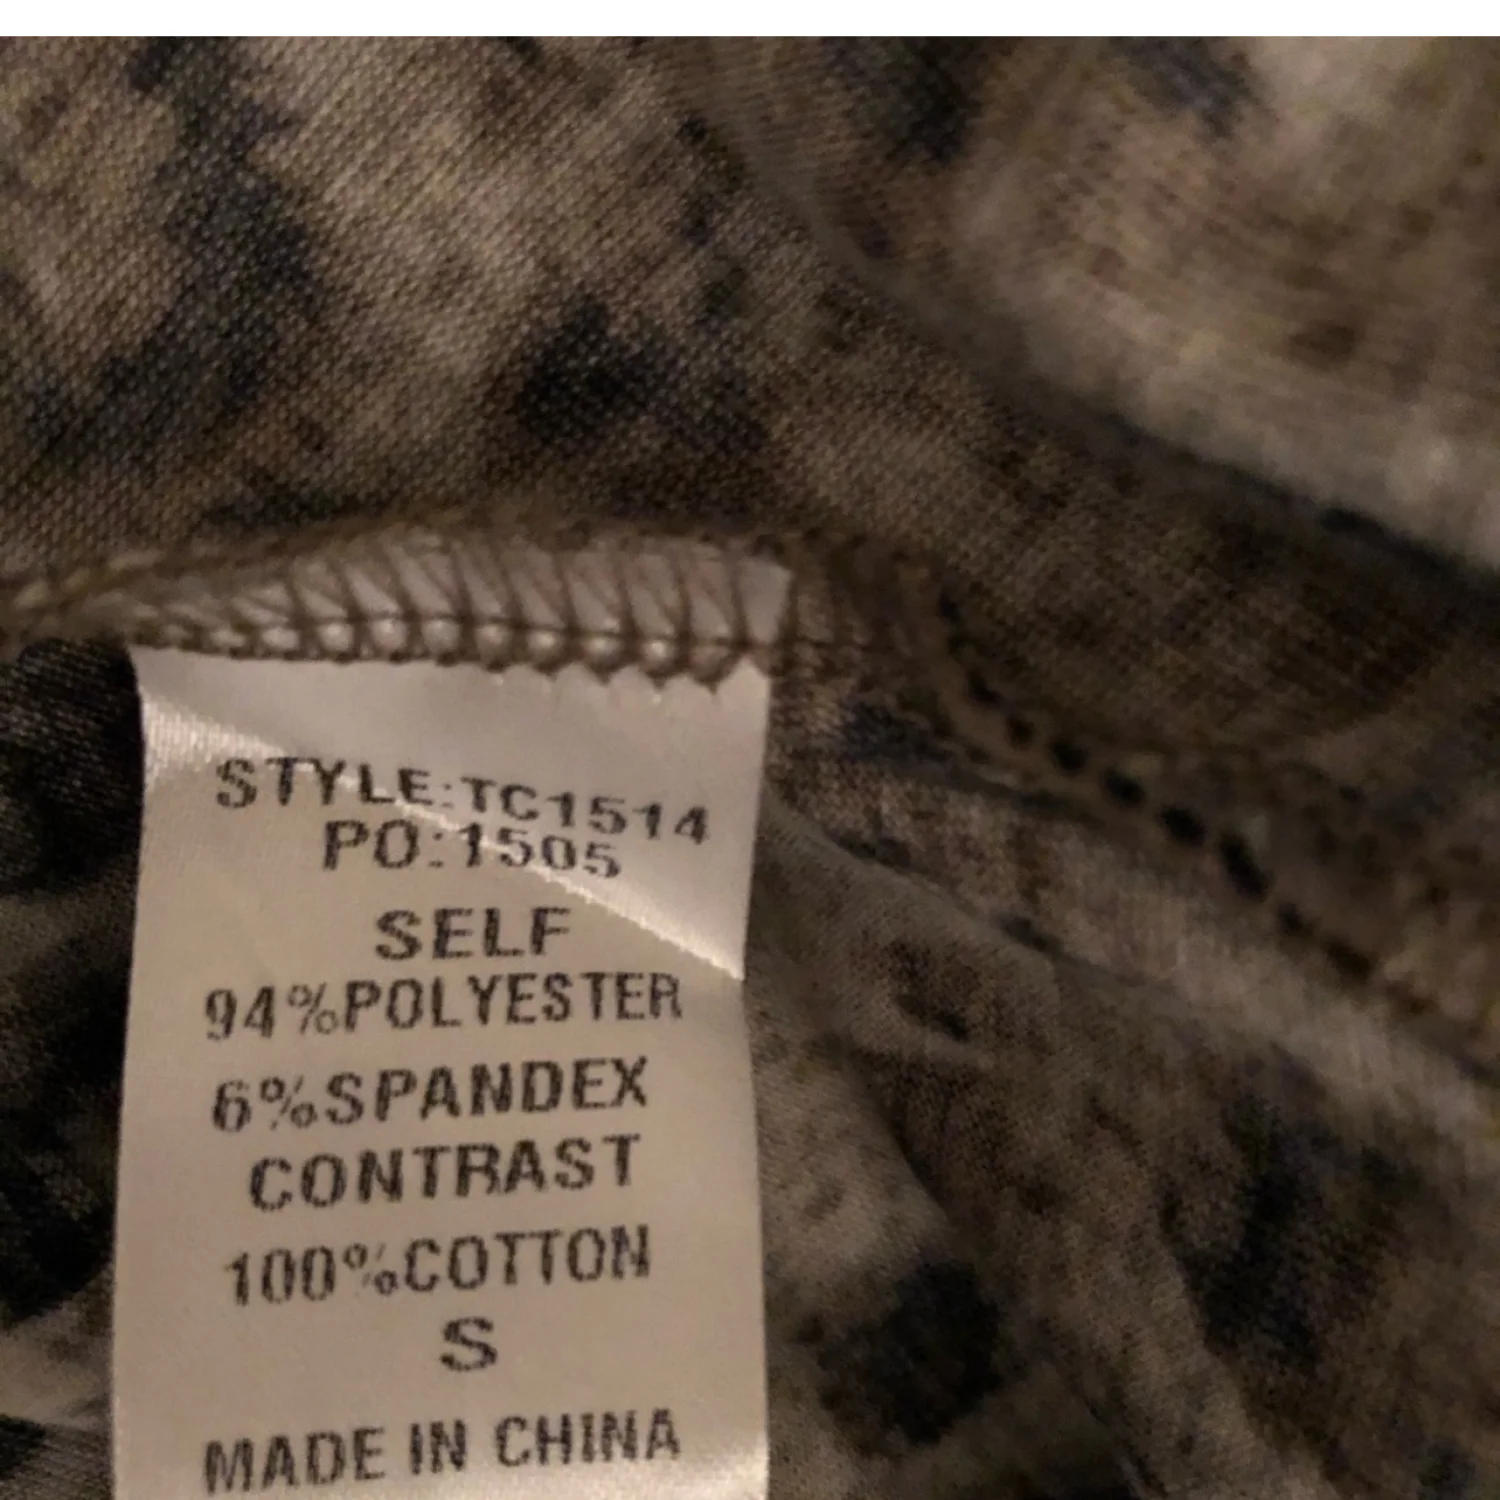 STYLE:TC1514
PO:1505
SELF
94%POLYESTER
6%SPANDEX
CONTRAST
100%COTTON
S
MADE IN CHINA